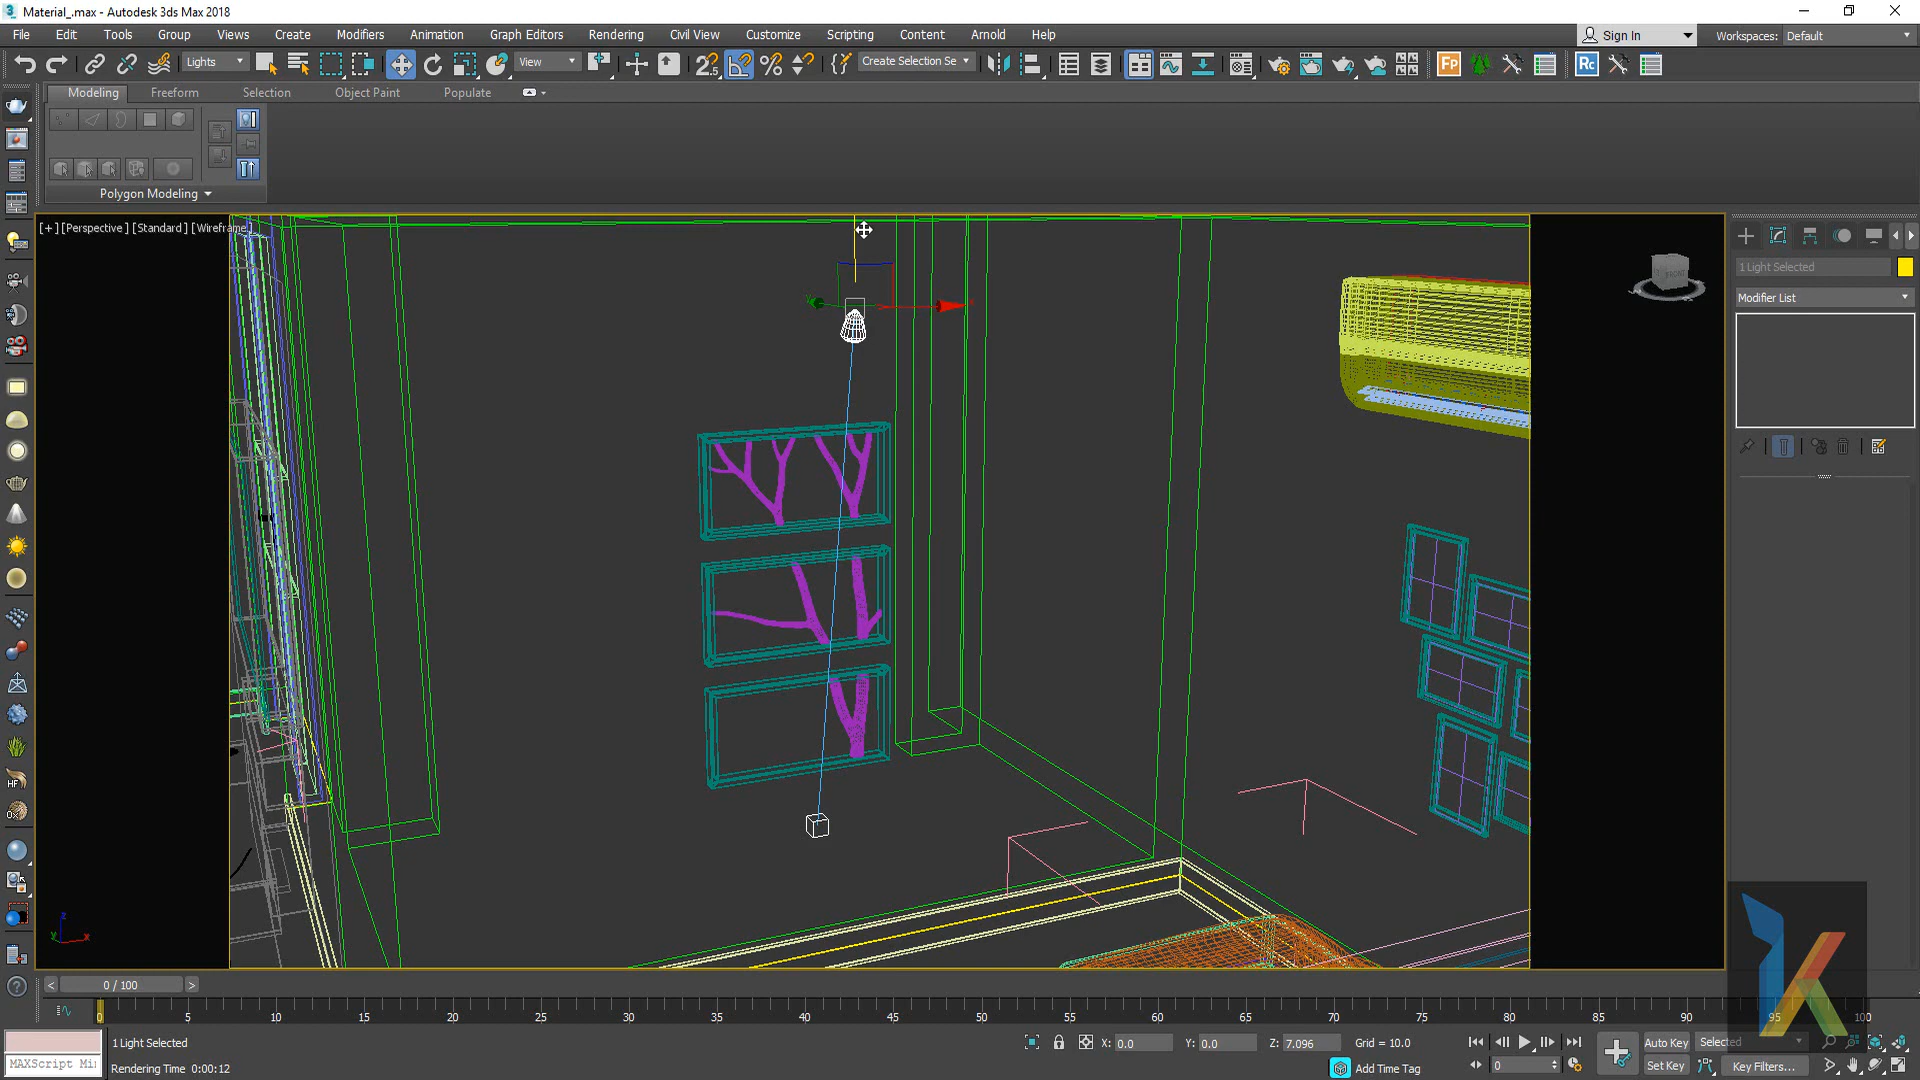 Material_.max - Autodesk 3ds Max 2018
File Edit Tools Group Views Create Modifiers Animation Graph Editors Rendering Civil View Customize Scripting Content Arnold Help
Sign In
Workspaces: Default
Lights
View
Create Selection Se
Fp
Rc
Modeling Freeform Selection Object Paint Populate
Polygon Modeling
[+] [Perspective] [Standard] [Wireframe
FRONT
1 Light Selected
Modifier List
z
y
x
0 / 100
0 5 10 15 20 25 30 35 40 45 50 55 60 65 70 75 80 85 90 95 100
1 Light Selected
X: 0.0 Y: 0.0 Z: 7.096 Grid = 10.0
Auto Key Selected
MAXScript Mi
Rendering Time 0:00:12
Add Time Tag
0
Set Key Key Filters...